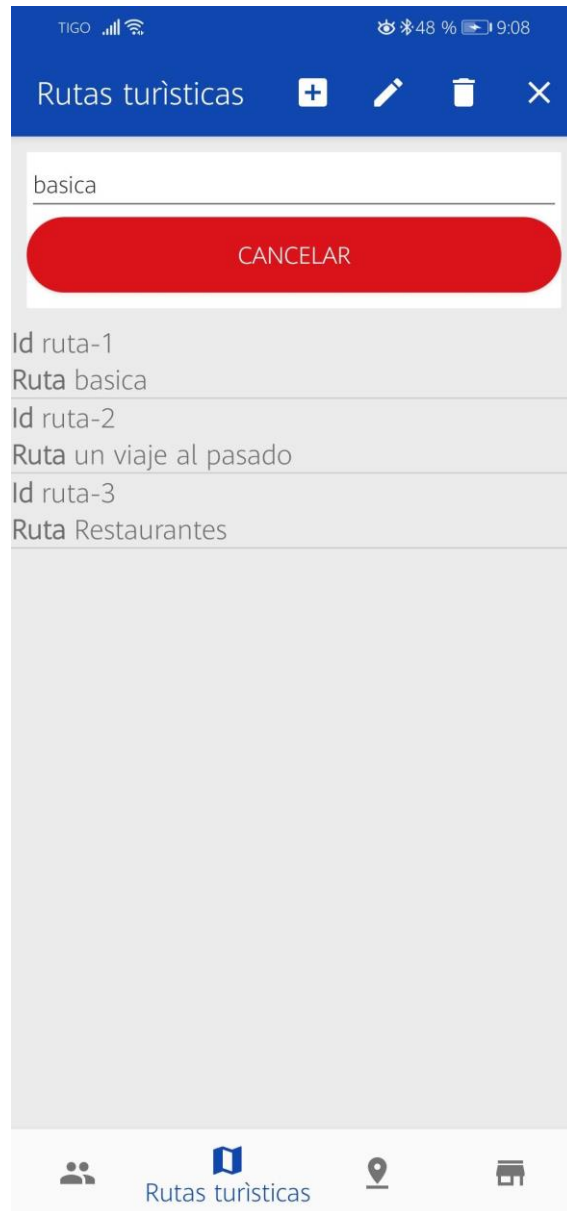 TIGO 48 % 9:08
Rutas turìsticas
basica
CANCELAR
Id ruta-1
Ruta basica
Id ruta-2
Ruta un viaje al pasado
Id ruta-3
Ruta Restaurantes
Rutas turìsticas